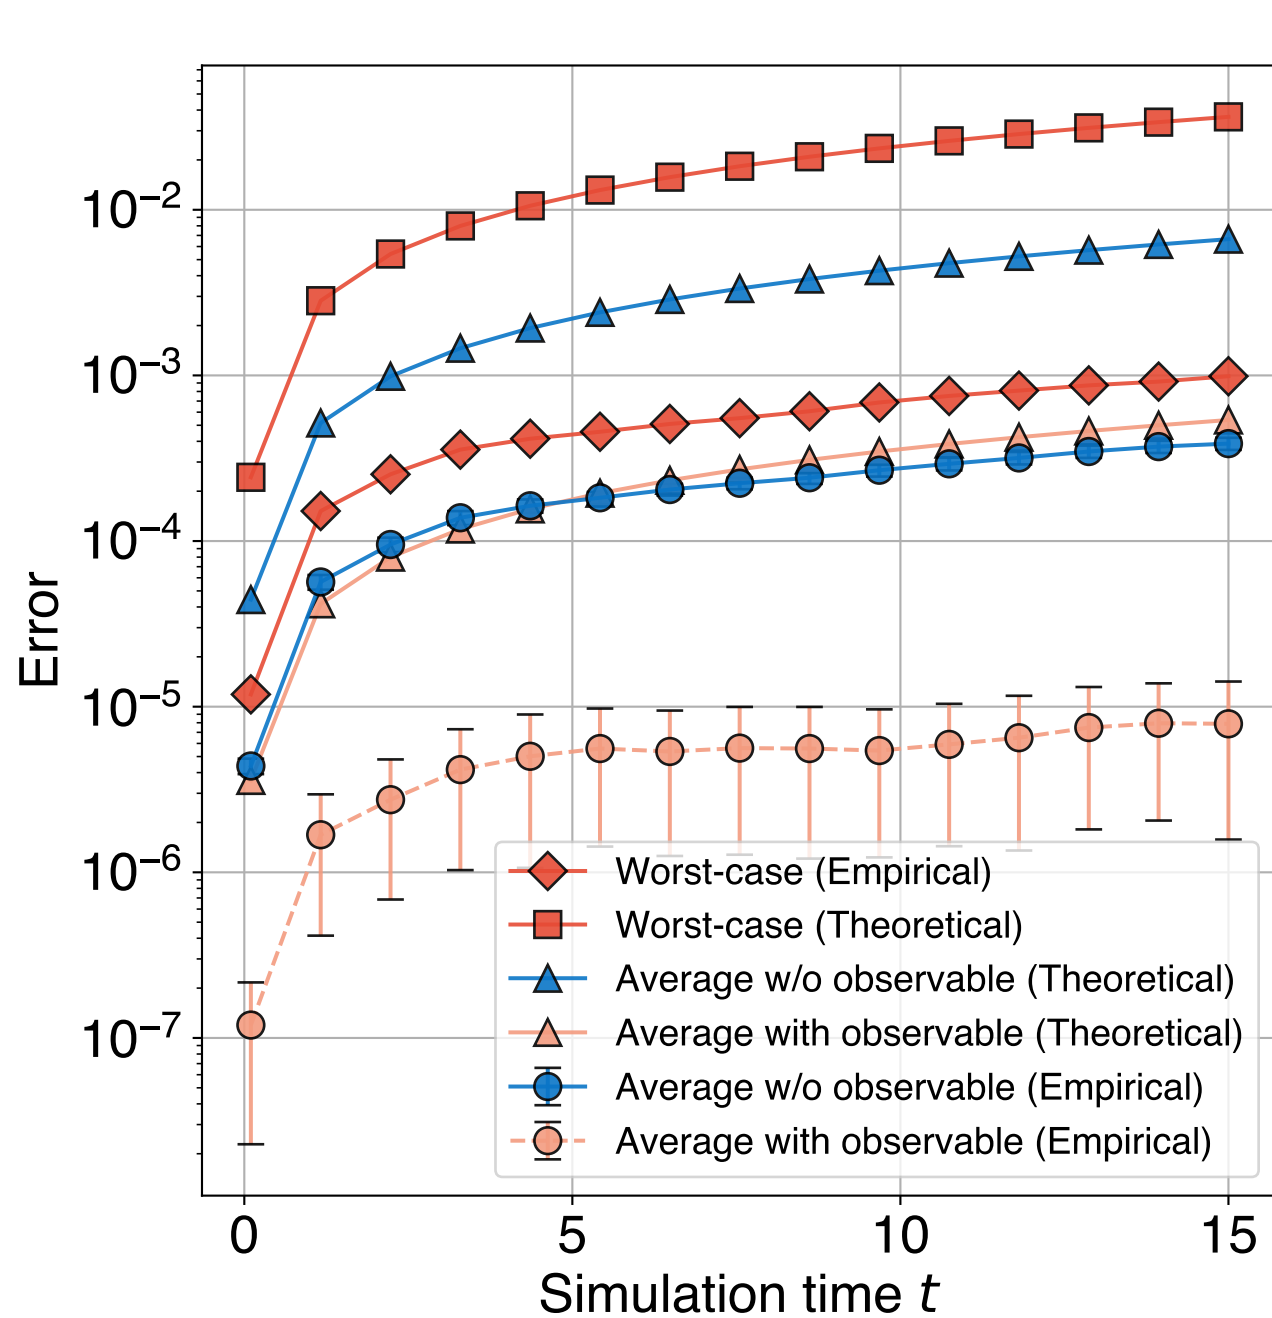 10−2
10−3
10−4
10−5
10−6
10−7
Error
Worst-case (Empirical)
Worst-case (Theoretical)
Average w/o observable (Theoretical)
Average with observable (Theoretical)
Average w/o observable (Empirical)
Average with observable (Empirical)
0 5 10 15
Simulation time t